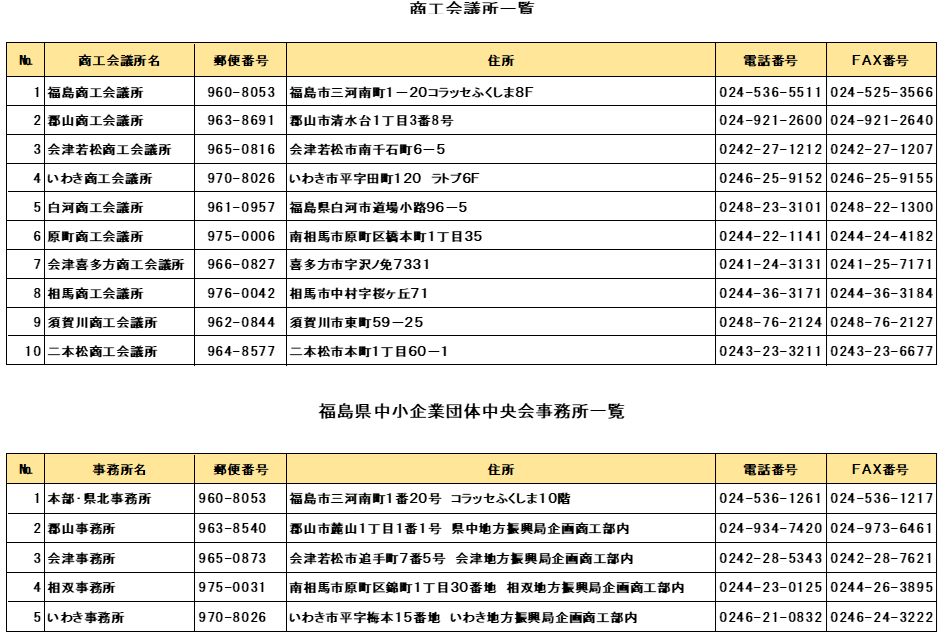 商工会議所一覧
№ 商工会議所名 郵便番号 住所 電話番号 FAX番号
1 福島商工会議所 960-8053 福島市三河南町1－20コラッセふくしま8F 024-536-5511 024-525-3566
2 郡山商工会議所 963-8691 郡山市清水台1丁目3番8号 024-921-2600 024-921-2640
3 会津若松商工会議所 965-0816 会津若松市南千石町6－5 0242-27-1212 0242-27-1207
4 いわき商工会議所 970-8026 いわき市平字田町120 ラトブ6F 0246-25-9152 0246-25-9155
5 白河商工会議所 961-0957 福島県白河市道場小路96－5 0248-23-3101 0248-22-1300
6 原町商工会議所 975-0006 南相馬市原町区橋本町1丁目35 0244-22-1141 0244-24-4182
7 会津喜多方商工会議所 966-0827 喜多方市字沢ノ免7331 0241-24-3131 0241-25-7171
8 相馬商工会議所 976-0042 相馬市中村字桜ヶ丘71 0244-36-3171 0244-36-3184
9 須賀川商工会議所 962-0844 須賀川市東町59－25 0248-76-2124 0248-76-2127
10 二本松商工会議所 964-8577 二本松市本町1丁目60－1 0243-23-3211 0243-23-6677
福島県中小企業団体中央会事務所一覧
№ 事務所名 郵便番号 住所 電話番号 FAX番号
1 本部・県北事務所 960-8053 福島市三河南町1番20号 コラッセふくしま10階 024-536-1261 024-536-1217
2 郡山事務所 963-8540 郡山市麓山1丁目1番1号 県中地方振興局企画商工部内 024-934-7420 024-973-6461
3 会津事務所 965-0873 会津若松市追手町7番5号 会津地方振興局企画商工部内 0242-28-5343 0242-28-7621
4 相双事務所 975-0031 南相馬市原町区錦町1丁目30番地 相双地方振興局企画商工部内 0244-23-0125 0244-26-3895
5 いわき事務所 970-8026 いわき市平字梅本15番地 いわき地方振興局企画商工部内 0246-21-0832 0246-24-3222